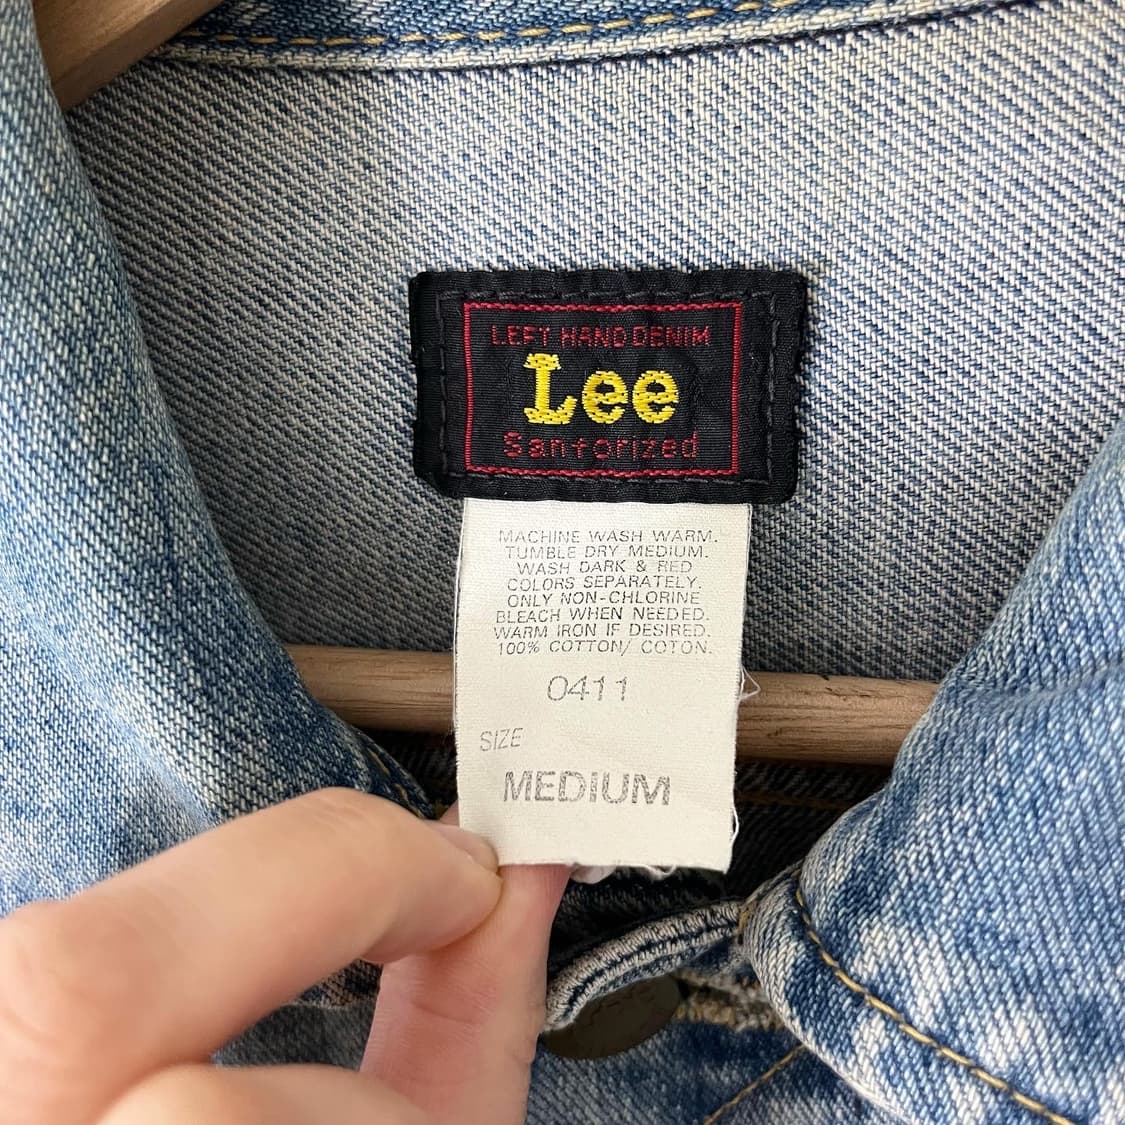 LEFT HAND DENIM
Lee
Sanforized
MACHINE WASH WARM.
TUMBLE DRY MEDIUM.
WASH DARK & RED
COLORS SEPARATELY.
ONLY NON-CHLORINE
BLEACH WHEN NEEDED.
WARM IRON IF DESIRED.
100% COTTON/ COTON.
0411
SIZE
MEDIUM